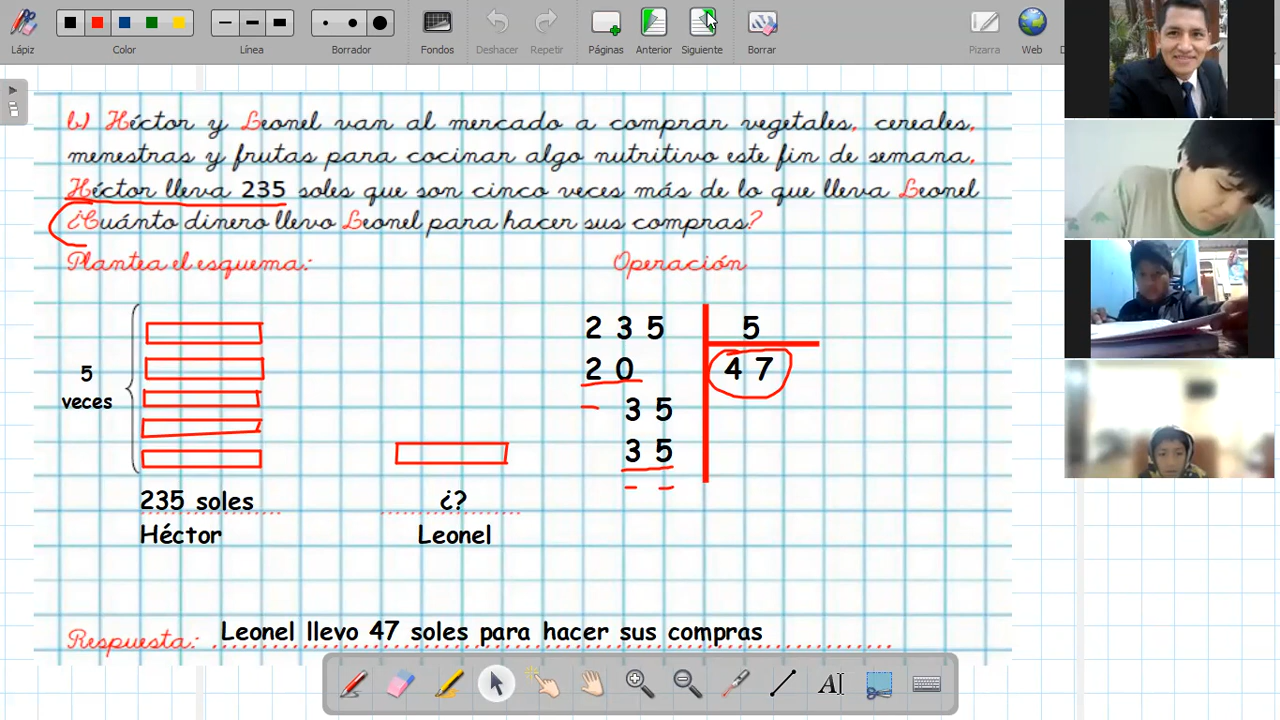 Lápiz
Color
Línea
Borrador
Fondos
Deshacer
Repetir
Páginas
Anterior
Siguiente
Borrar
Pizarra
Web
b) Héctor y Leonel van al mercado a comprar vegetales, cereales,
menestras y frutas para cocinar algo nutritivo este fin de semana,
Héctor lleva 235 soles que son cinco veces más de lo que lleva Leonel
¿Cuánto dinero llevo Leonel para hacer sus compras?
Plantea el esquema:
Operación
5
veces
235 soles
Héctor
¿?
Leonel
2 3 5 5
2 0 4 7
3 5
3 5
Respuesta: Leonel llevo 47 soles para hacer sus compras
AI